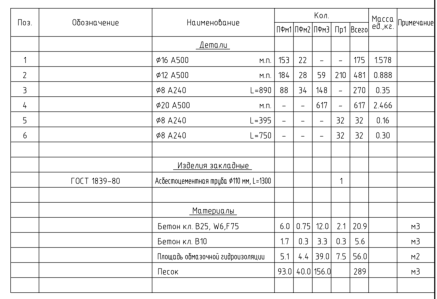 Поз. Обозначение Наименование Кол. Масса ед.,кг. Примечание
ПФм1 ПФм2 ПФм3 Пр1 Всего
Детали
1 ⌀16 А500 м.п. 153 22 – – 175 1.578
2 ⌀12 А500 м.п. 184 28 59 210 481 0.888
3 ⌀8 А240 L=890 88 34 148 – 270 0.35
4 ⌀20 А500 м.п. – – 617 – 617 2.466
5 ⌀8 А240 L=395 – – – 32 32 0.16
6 ⌀8 А240 L=750 – – – 32 32 0.30
Изделия закладные
ГОСТ 1839-80 Асбестоцементная труба ⌀110 мм, L=1300 1
Материалы
Бетон кл. В25, W6,F75 6.0 0.75 12.0 2.1 20.9 м3
Бетон кл. В10 1.7 0.3 3.3 0.3 5.6 м3
Площадь обмазочной гидроизоляции 5.1 4.4 39.0 7.5 56.0 м2
Песок 93.0 40.0 156.0 289 м3